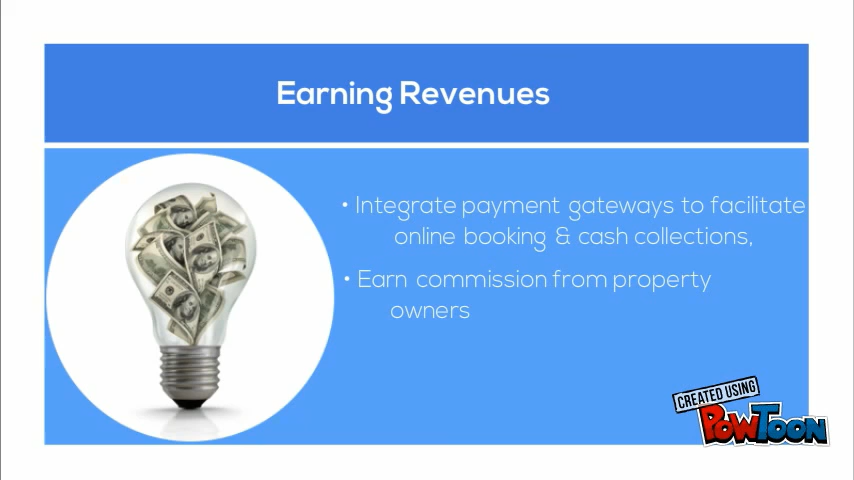 Earning Revenues
• Integrate payment gateways to facilitate
online booking & cash collections,
• Earn commission from property
owners
CREATED USING
POWTOON